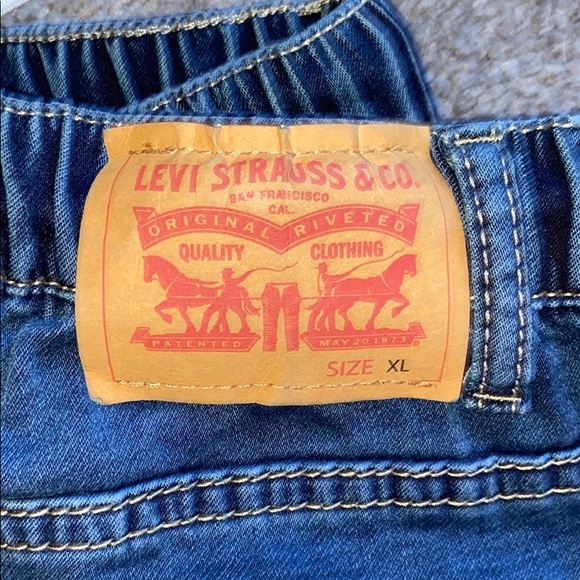 LEVI STRAUSS & CO.
SAN FRANCISCO
CAL.
ORIGINAL RIVETED
QUALITY CLOTHING
PATENTED MAY 20 1873
SIZE XL